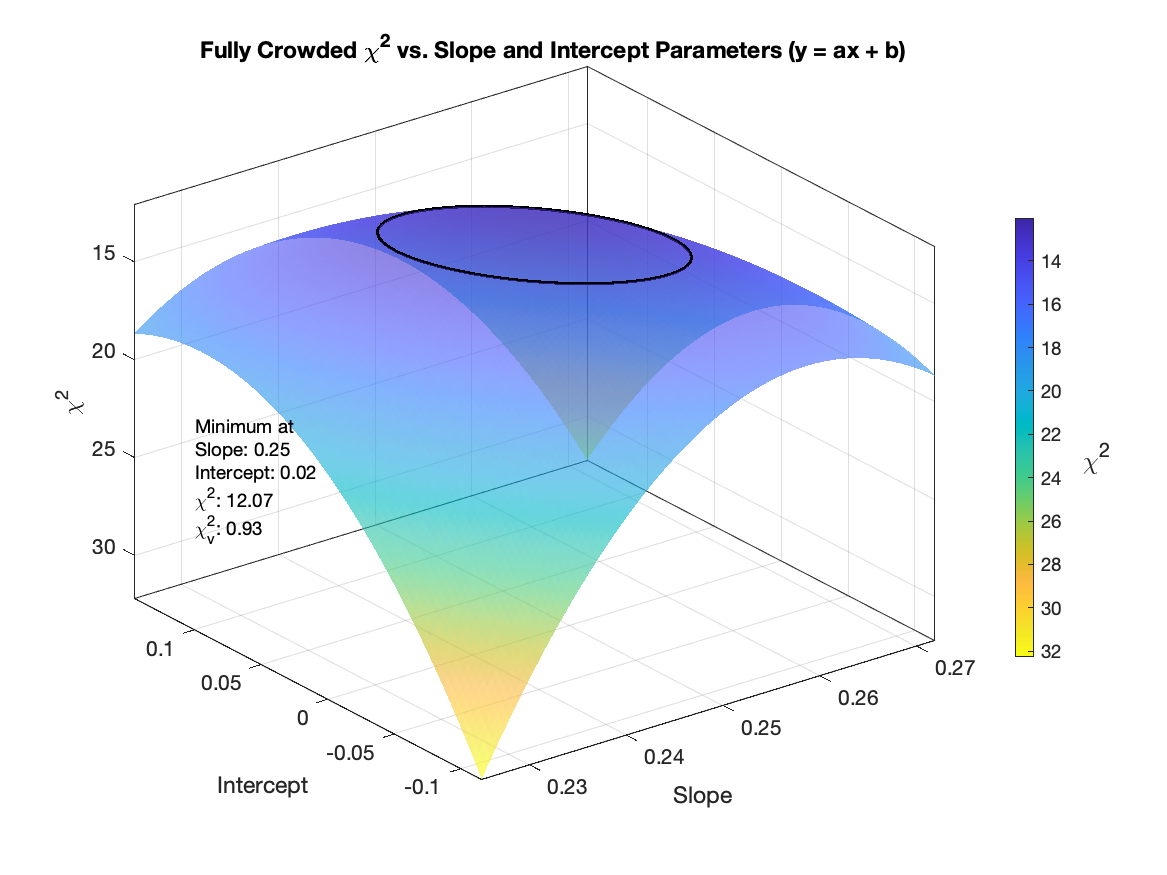 Fully Crowded χ² vs. Slope and Intercept Parameters (y = ax + b)
15
20
25
30
χ²
Minimum at
Slope: 0.25
Intercept: 0.02
χ²: 12.07
χ²ᵥ: 0.93
0.1
0.05
0
-0.05
-0.1
Intercept
0.23
0.24
0.25
0.26
0.27
Slope
14
16
18
20
22
24
26
28
30
32
χ²